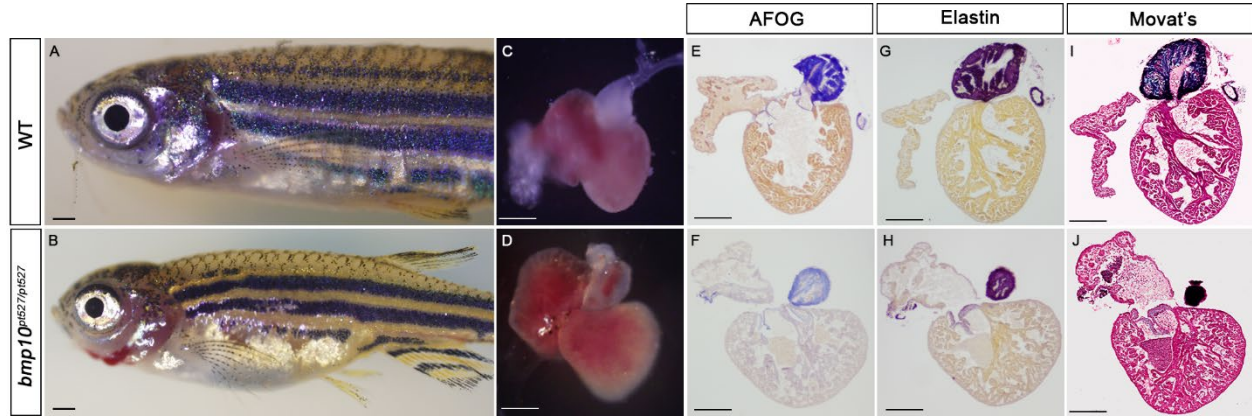 AFOG Elastin Movat's
WT
A C E G I
bmp10pt527/pt527
B D F H J